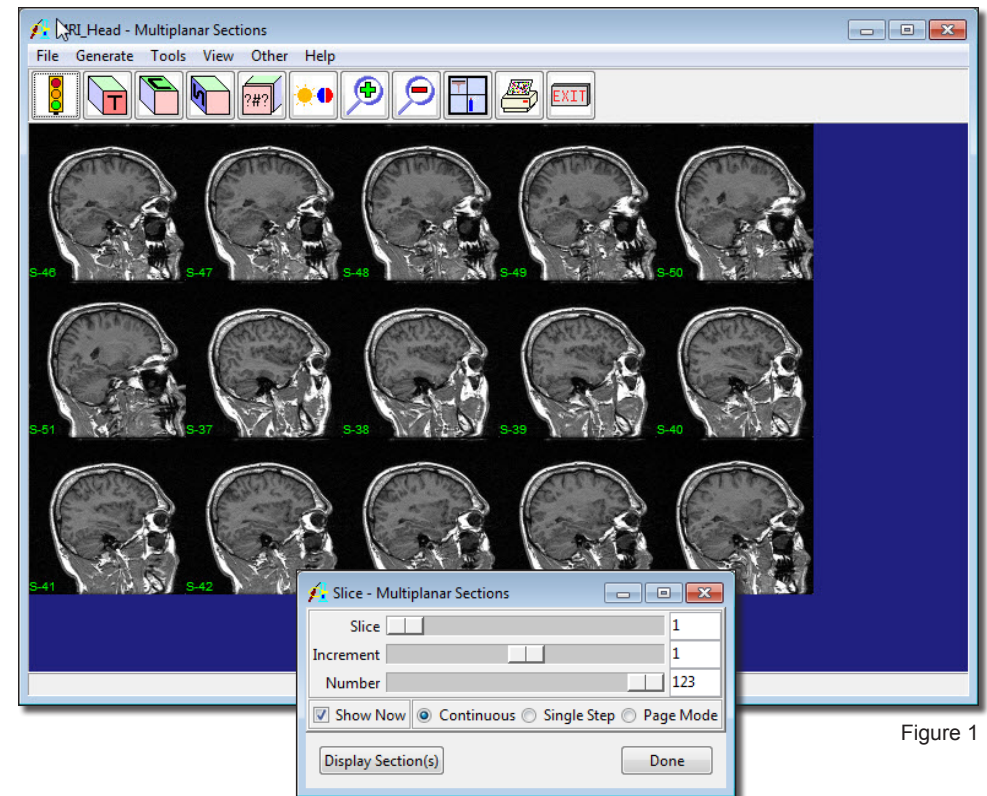 MRI_Head - Multiplanar Sections
File Generate Tools View Other Help
T
?#?
EXIT
S-46 S-47 S-48 S-49 S-50
S-51 S-37 S-38 S-39 S-40
S-41 S-42
Slice - Multiplanar Sections
Slice 1
Increment 1
Number 123
Show Now Continuous Single Step Page Mode
Display Section(s) Done
Figure 1